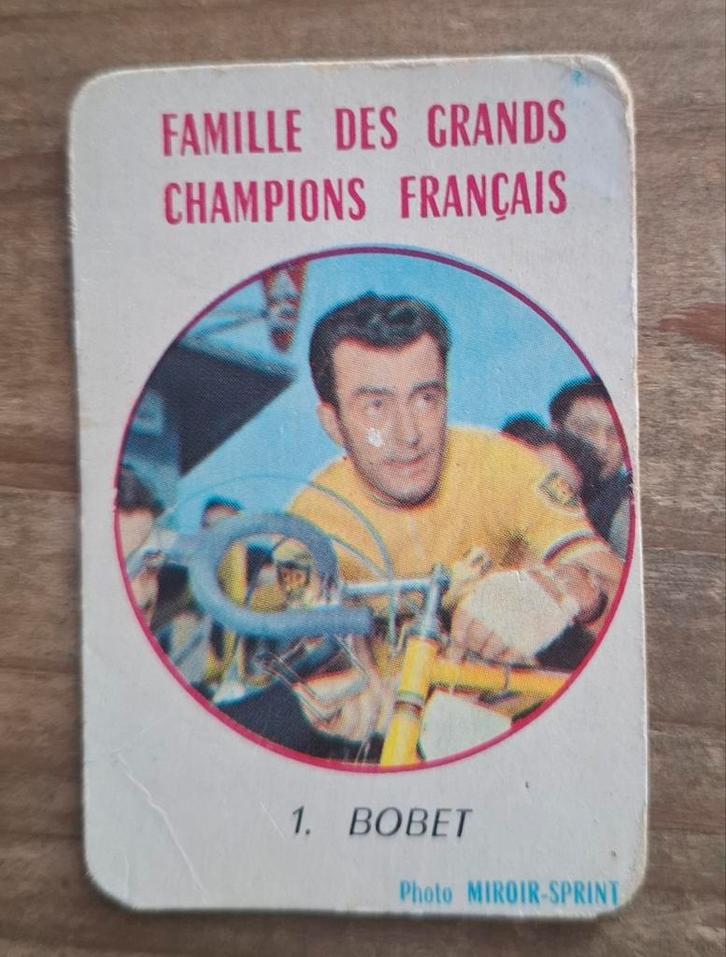 FAMILLE DES GRANDS
CHAMPIONS FRANÇAIS
1. BOBET
Photo MIROIR-SPRINT